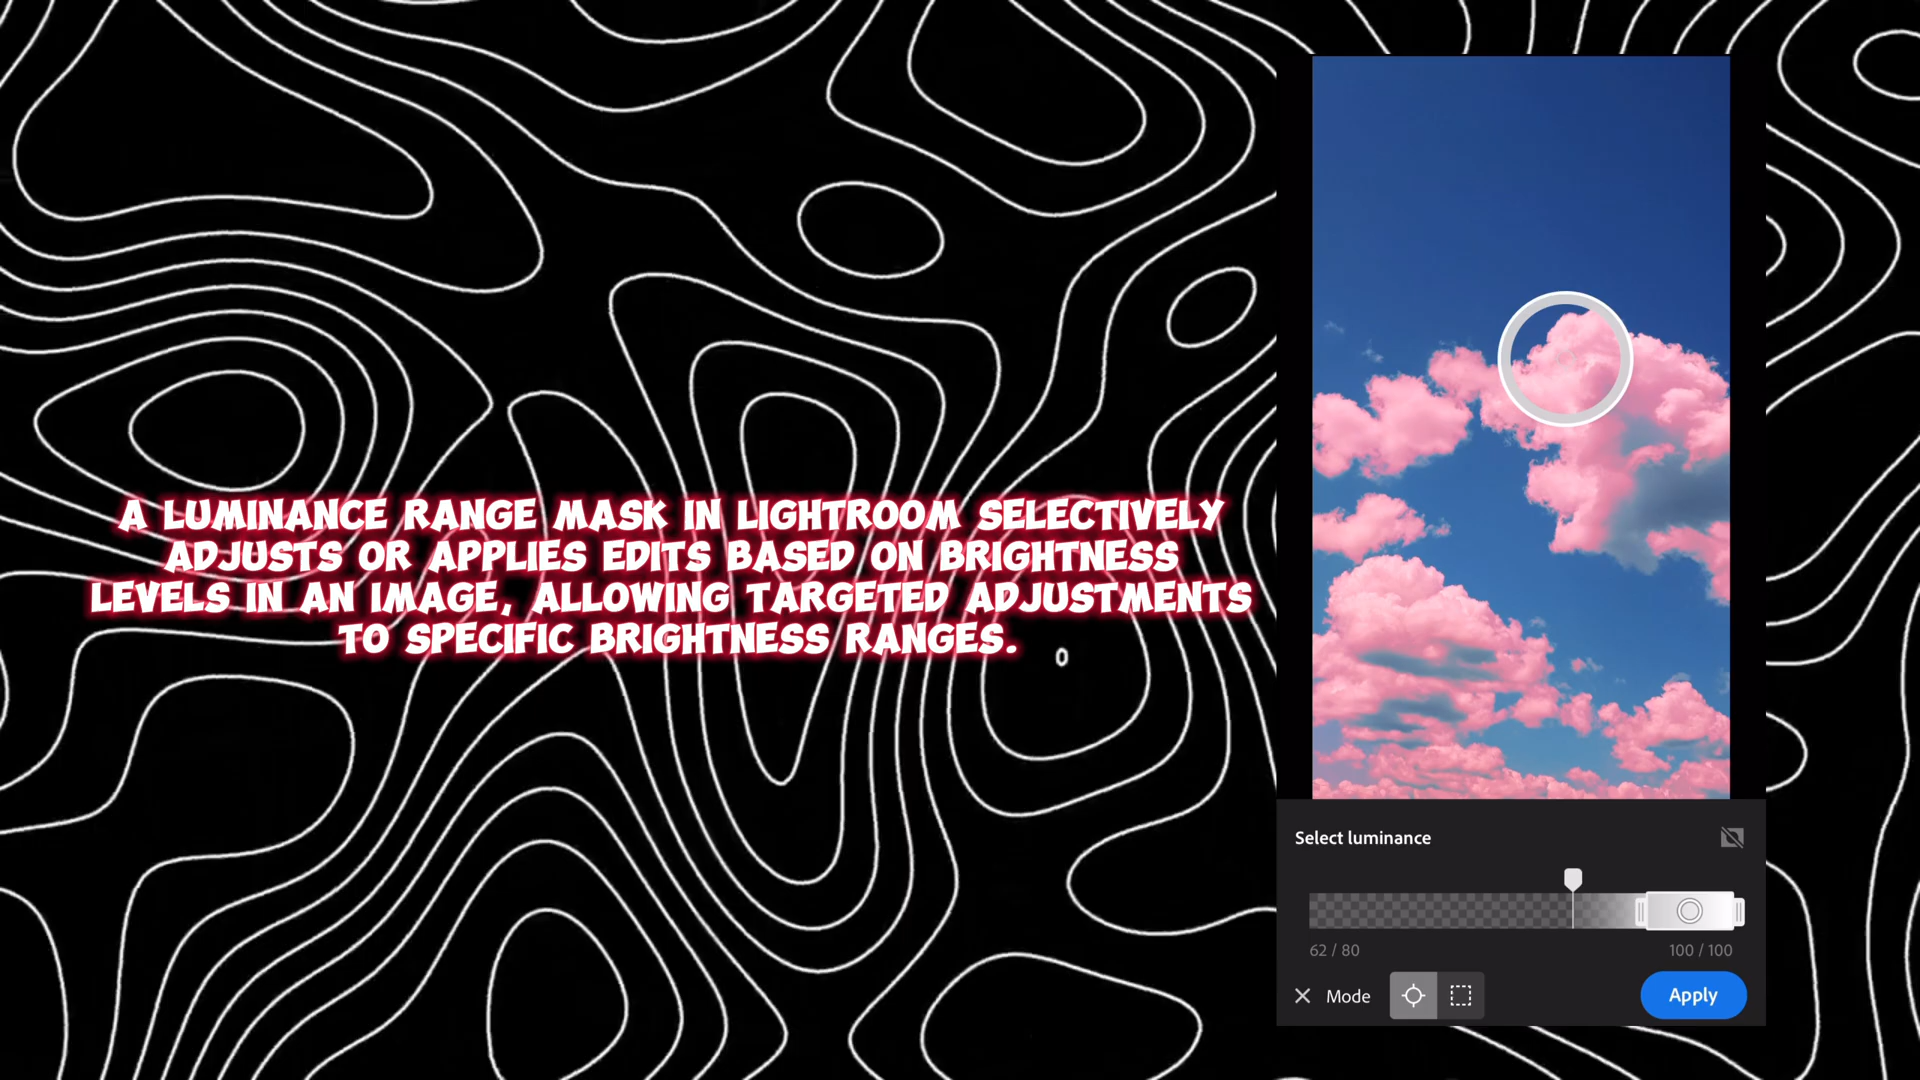 A LUMINANCE RANGE MASK IN LIGHTROOM SELECTIVELY
ADJUSTS OR APPLIES EDITS BASED ON BRIGHTNESS
LEVELS IN AN IMAGE, ALLOWING TARGETED ADJUSTMENTS
TO SPECIFIC BRIGHTNESS RANGES.
Select luminance
62 / 80
100 / 100
Mode
Apply